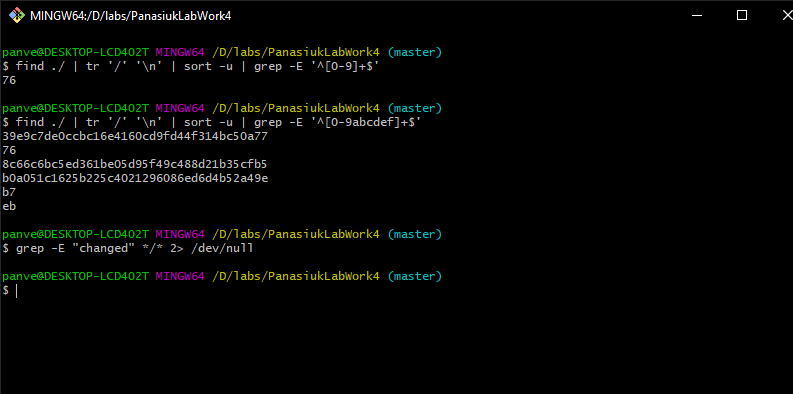 MINGW64:/D/labs/PanasiukLabWork4
panve@DESKTOP-LCD402T MINGW64 /D/labs/PanasiukLabWork4 (master)
$ find ./ | tr '/' '\n' | sort -u | grep -E '^[0-9]+$'
76
panve@DESKTOP-LCD402T MINGW64 /D/labs/PanasiukLabWork4 (master)
$ find ./ | tr '/' '\n' | sort -u | grep -E '^[0-9abcdef]+$'
39e9c7de0ccbc16e4160cd9fd44f314bc50a77
76
8c66c6bc5ed361be05d95f49c488d21b35cfb5
b0a051c1625b225c4021296086ed6d4b52a49e
b7
eb
panve@DESKTOP-LCD402T MINGW64 /D/labs/PanasiukLabWork4 (master)
$ grep -E "changed" */* 2> /dev/null
panve@DESKTOP-LCD402T MINGW64 /D/labs/PanasiukLabWork4 (master)
$